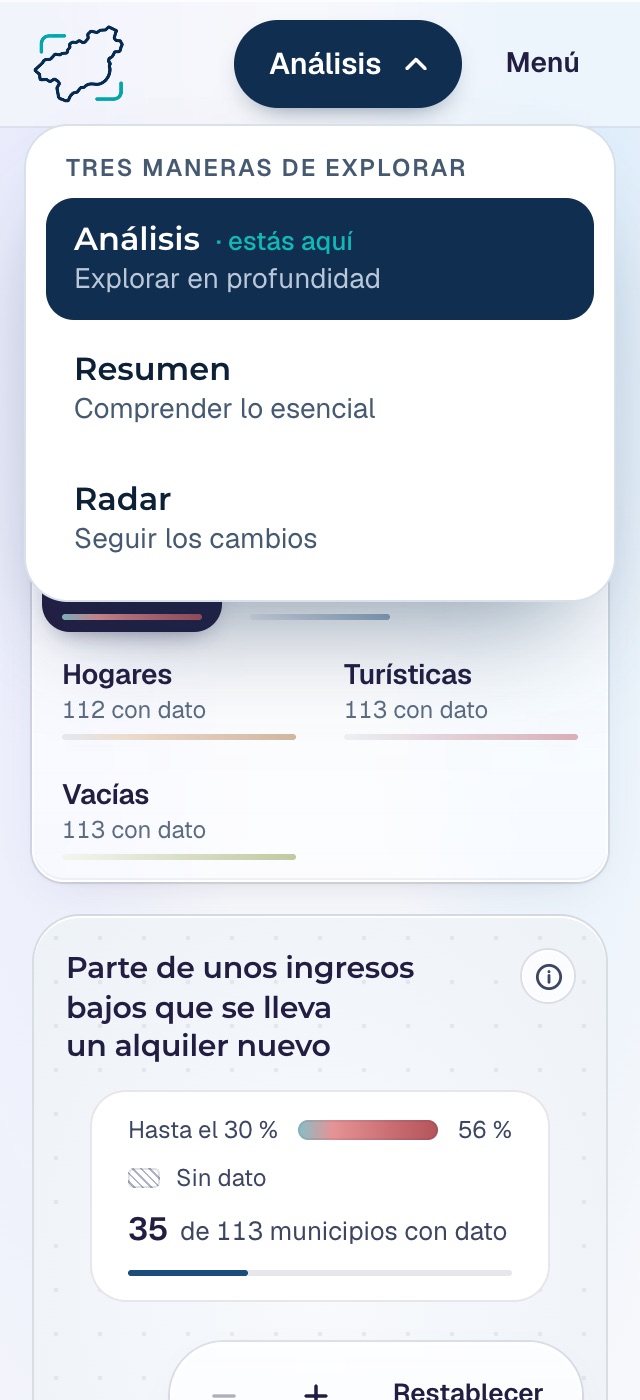 Análisis
Menú
TRES MANERAS DE EXPLORAR
Análisis · estás aquí
Explorar en profundidad
Resumen
Comprender lo esencial
Radar
Seguir los cambios
Hogares
112 con dato
Turísticas
113 con dato
Vacías
113 con dato
Parte de unos ingresos
bajos que se lleva
un alquiler nuevo
Hasta el 30 % 56 %
Sin dato
35 de 113 municipios con dato
Restablecer